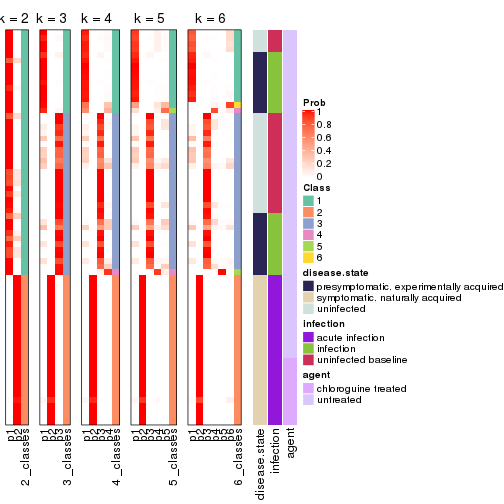 k = 2
k = 3
k = 4
k = 5
k = 6
Prob
1
0.8
0.6
0.4
0.2
0
Class
1
2
3
4
5
6
disease.state
presymptomatic. experimentally acquired
symptomatic. naturally acquired
uninfected
infection
acute infection
infection
uninfected baseline
agent
chloroguine treated
untreated
p1
p2
2_classes
p1
p2
p3
3_classes
p1
p2
p3
p4
4_classes
p1
p2
p3
p4
p5
5_classes
p1
p2
p3
p4
p5
p6
6_classes
disease.state
infection
agent